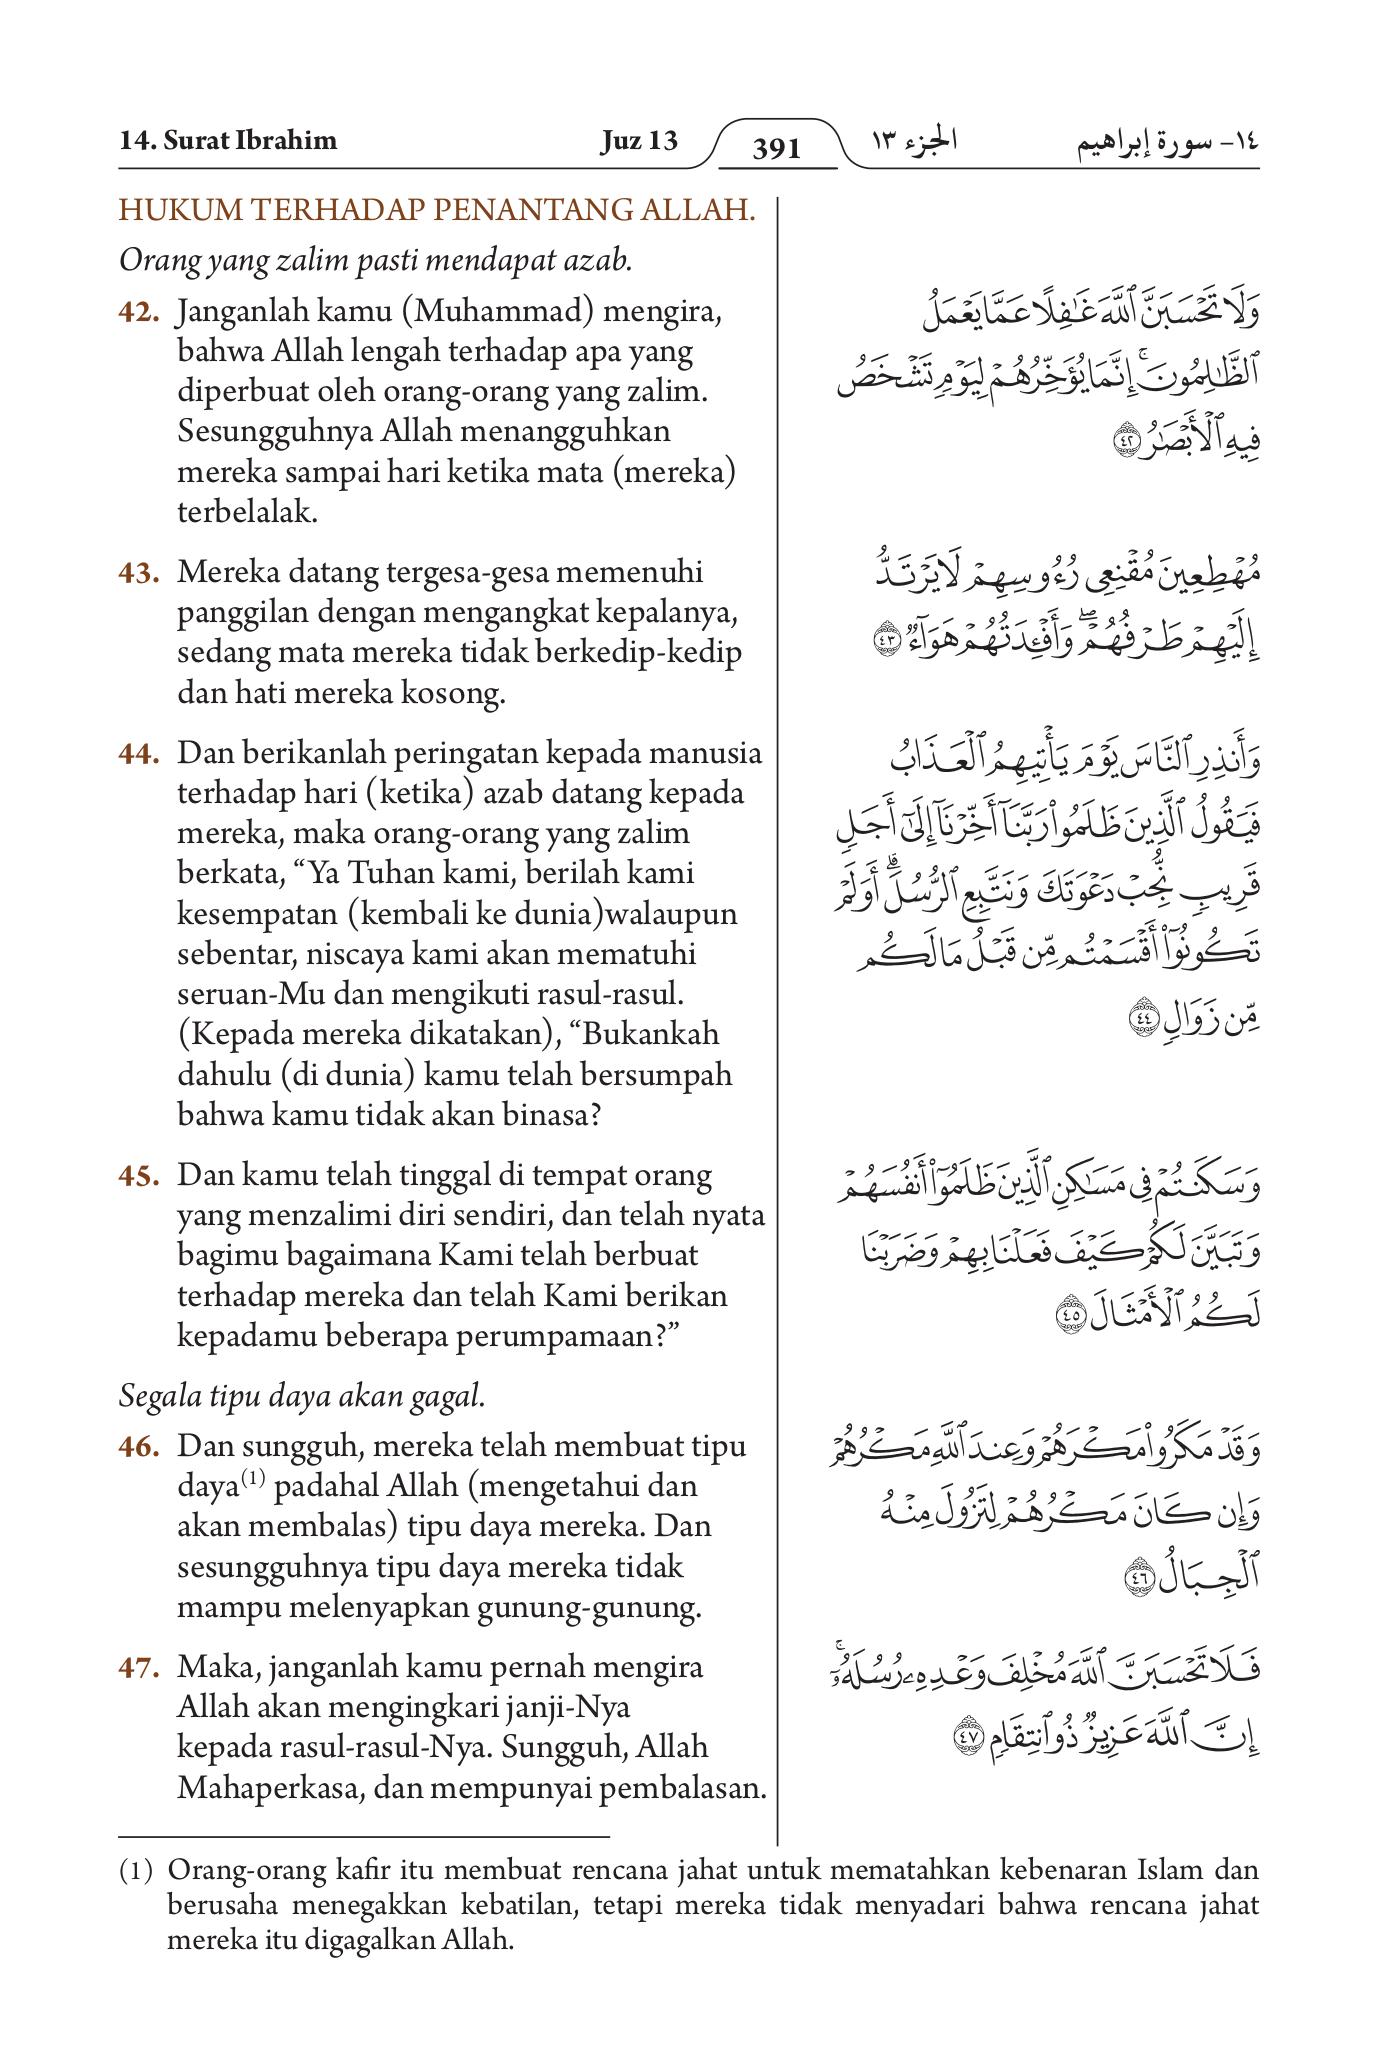 14. Surat Ibrahim
Juz 13
391
الجزء ١٣
١٤- سورة إبراهيم
HUKUM TERHADAP PENANTANG ALLAH.
Orang yang zalim pasti mendapat azab.
42. Janganlah kamu (Muhammad) mengira,
bahwa Allah lengah terhadap apa yang
diperbuat oleh orang-orang yang zalim.
Sesungguhnya Allah menangguhkan
mereka sampai hari ketika mata (mereka)
terbelalak.
43. Mereka datang tergesa-gesa memenuhi
panggilan dengan mengangkat kepalanya,
sedang mata mereka tidak berkedip-kedip
dan hati mereka kosong.
44. Dan berikanlah peringatan kepada manusia
terhadap hari (ketika) azab datang kepada
mereka, maka orang-orang yang zalim
berkata, “Ya Tuhan kami, berilah kami
kesempatan (kembali ke dunia)walaupun
sebentar, niscaya kami akan mematuhi
seruan-Mu dan mengikuti rasul-rasul.
(Kepada mereka dikatakan), “Bukankah
dahulu (di dunia) kamu telah bersumpah
bahwa kamu tidak akan binasa?
45. Dan kamu telah tinggal di tempat orang
yang menzalimi diri sendiri, dan telah nyata
bagimu bagaimana Kami telah berbuat
terhadap mereka dan telah Kami berikan
kepadamu beberapa perumpamaan?”
Segala tipu daya akan gagal.
46. Dan sungguh, mereka telah membuat tipu
daya(1) padahal Allah (mengetahui dan
akan membalas) tipu daya mereka. Dan
sesungguhnya tipu daya mereka tidak
mampu melenyapkan gunung-gunung.
47. Maka, janganlah kamu pernah mengira
Allah akan mengingkari janji-Nya
kepada rasul-rasul-Nya. Sungguh, Allah
Mahaperkasa, dan mempunyai pembalasan.
وَلَا تَحْسَبَنَّ ٱللَّهَ غَـٰفِلًا عَمَّا يَعْمَلُ
ٱلظَّـٰلِمُونَ ۚ إِنَّمَا يُؤَخِّرُهُمْ لِيَوْمٍ تَشْخَصُ
فِيهِ ٱلْأَبْصَـٰرُ ٤٢
مُهْطِعِينَ مُقْنِعِى رُءُوسِهِمْ لَا يَرْتَدُّ
إِلَيْهِمْ طَرْفُهُمْ ۖ وَأَفْـِٔدَتُهُمْ هَوَآءٌ ٤٣
وَأَنذِرِ ٱلنَّاسَ يَوْمَ يَأْتِيهِمُ ٱلْعَذَابُ
فَيَقُولُ ٱلَّذِينَ ظَلَمُوا۟ رَبَّنَآ أَخِّرْنَآ إِلَىٰٓ أَجَلٍ
قَرِيبٍ نُّجِبْ دَعْوَتَكَ وَنَتَّبِعِ ٱلرُّسُلَ ۗ أَوَلَمْ
تَكُونُوٓا۟ أَقْسَمْتُم مِّن قَبْلُ مَا لَكُم
مِّن زَوَالٍ ٤٤
وَسَكَنتُمْ فِى مَسَـٰكِنِ ٱلَّذِينَ ظَلَمُوٓا۟ أَنفُسَهُمْ
وَتَبَيَّنَ لَكُمْ كَيْفَ فَعَلْنَا بِهِمْ وَضَرَبْنَا
لَكُمُ ٱلْأَمْثَالَ ٤٥
وَقَدْ مَكَرُوا۟ مَكْرَهُمْ وَعِندَ ٱللَّهِ مَكْرُهُمْ
وَإِن كَانَ مَكْرُهُمْ لِتَزُولَ مِنْهُ
ٱلْجِبَالُ ٤٦
فَلَا تَحْسَبَنَّ ٱللَّهَ مُخْلِفَ وَعْدِهِۦ رُسُلَهُۥٓ ۚ
إِنَّ ٱللَّهَ عَزِيزٌ ذُو ٱنتِقَامٍ ٤٧
(1) Orang-orang kafir itu membuat rencana jahat untuk mematahkan kebenaran Islam dan
berusaha menegakkan kebatilan, tetapi mereka tidak menyadari bahwa rencana jahat
mereka itu digagalkan Allah.